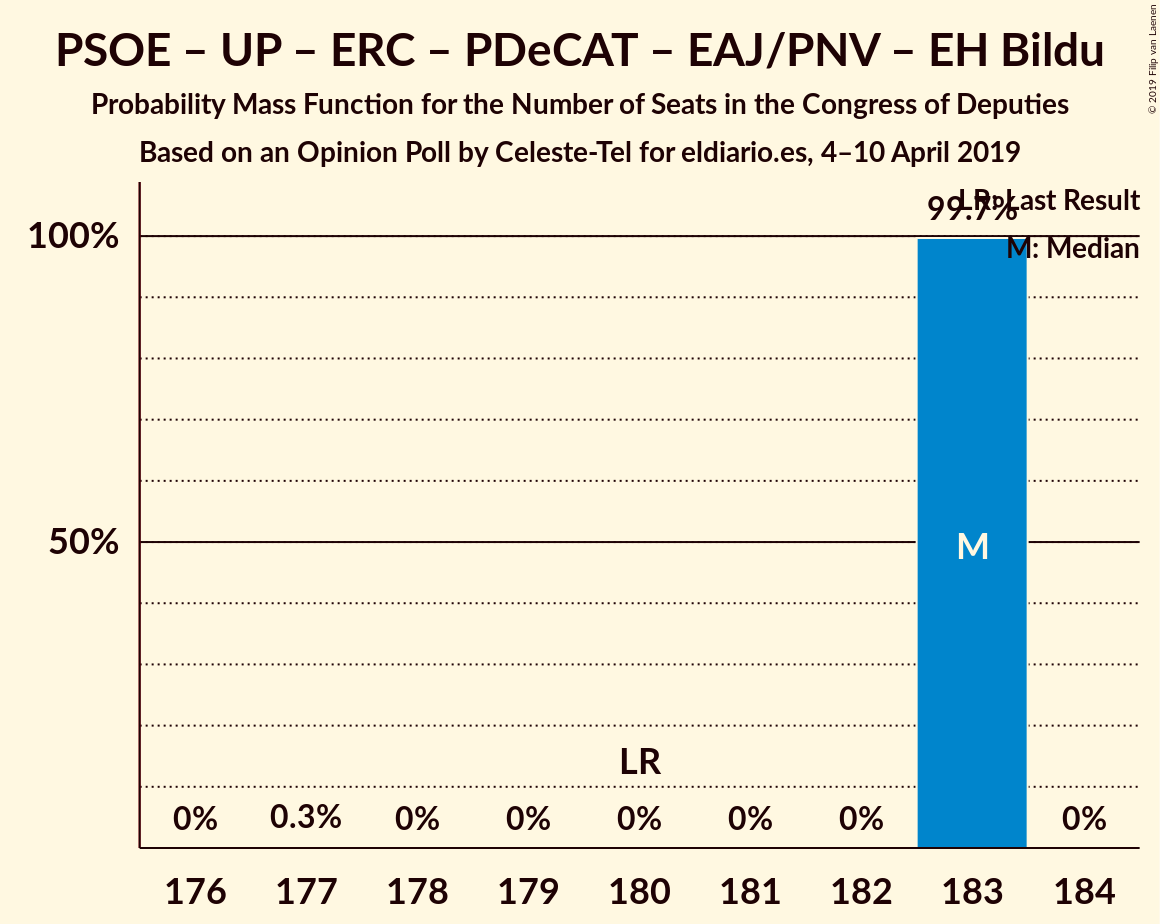 PSOE – UP – ERC – PDeCAT – EAJ/PNV – EH Bildu
Probability Mass Function for the Number of Seats in the Congress of Deputies
Based on an Opinion Poll by Celeste-Tel for eldiario.es, 4–10 April 2019
© 2019 Filip van Laenen
LR: Last Result
M: Median
99.7%
100%
50%
M
LR
0% 0.3% 0% 0% 0% 0% 0% 0%
176 177 178 179 180 181 182 183 184